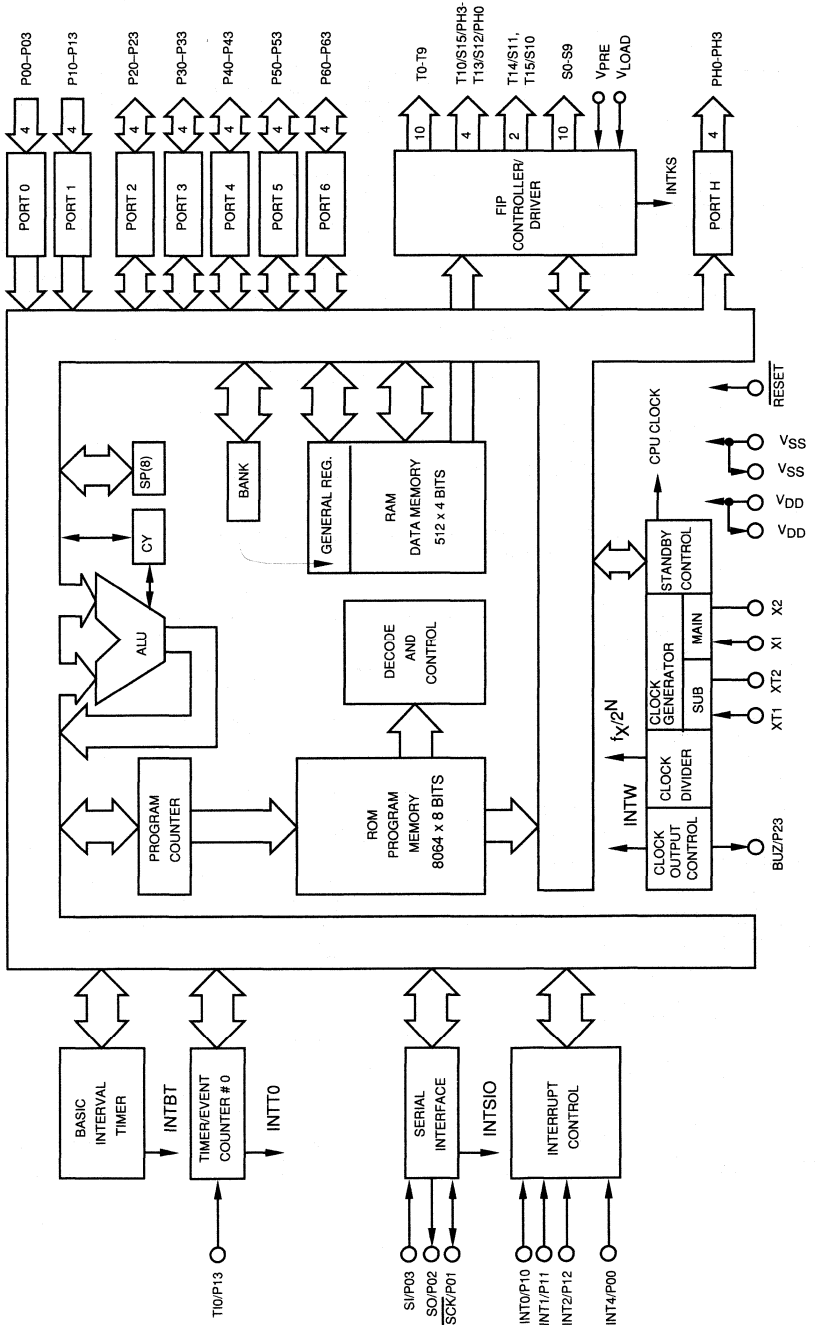 BASIC
INTERVAL
TIMER
INTBT
TI0/P13
TIMER/EVENT
COUNTER # 0
INTT0
SI/P03
SO/P02
SCK/P01
SERIAL
INTERFACE
INTSIO
INT0/P10
INT1/P11
INT2/P12
INT4/P00
INTERRUPT
CONTROL
PROGRAM
COUNTER
ALU
CY
SP(8)
ROM
PROGRAM
MEMORY
8064 x 8 BITS
DECODE
AND
CONTROL
BANK
GENERAL REG.
RAM
DATA MEMORY
512 x 4 BITS
INTW
fX/2N
CPU CLOCK
CLOCK
OUTPUT
CONTROL
CLOCK
DIVIDER
CLOCK
GENERATOR
SUB
MAIN
STANDBY
CONTROL
BUZ/P23
XT1
XT2
X1
X2
VDD
VDD
VSS
VSS
RESET
PORT 0
4
P00–P03
PORT 1
4
P10–P13
PORT 2
4
P20–P23
PORT 3
4
P30–P33
PORT 4
4
P40–P43
PORT 5
4
P50–P53
PORT 6
4
P60–P63
FIP
CONTROLLER/
DRIVER
10
T0-T9
4
T10/S15/PH3-
T13/S12/PH0
2
T14/S11,
T15/S10
10
S0-S9
VPRE
VLOAD
INTKS
PORT H
4
PH0-PH3